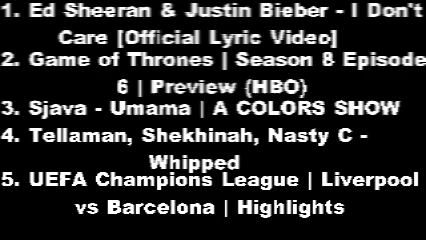 1. Ed Sheeran & Justin Bieber - I Don't
Care [Official Lyric Video]
2. Game of Thrones | Season 8 Episode
6 | Preview (HBO)
3. Sjava - Umama | A COLORS SHOW
4. Tellaman, Shekhinah, Nasty C -
Whipped
5. UEFA Champions League | Liverpool
vs Barcelona | Highlights